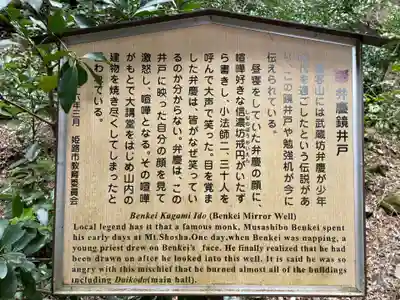 弁慶鏡井戸
書写山には武蔵坊弁慶が少年
時代を過ごしたという伝説があ
り、この鏡井戸や勉強机が今に
伝えられている。
昼寝をしていた弁慶の顔に、
喧嘩好きな信濃坊戒円がいたず
ら書きし、小法師二、三十人を
呼んで大声で笑った。目を覚ま
した弁慶は、皆がなぜ笑ってい
るのか分からない。弁慶は、この
井戸に映った自分の顔を見て
激怒し、喧嘩となる。その喧嘩
がもとで大講堂をはじめ山内の
建物を焼き尽くしてしまったと
いわれている。
年二月 姫路市教育委員会
Benkei Kagami Ido (Benkei Mirror Well)
Local legend has it that a famous monk, Musashibo Benkei spent
his early days at Mt.Shosha.One day,when Benkei was napping, a
young priest drew on Benkei's face. He finally realized that he had
been drawn on after he looked into this well. It is said he was so
angry with this mischief that he burned almost all of the buildings
including Daikodo(main hall).